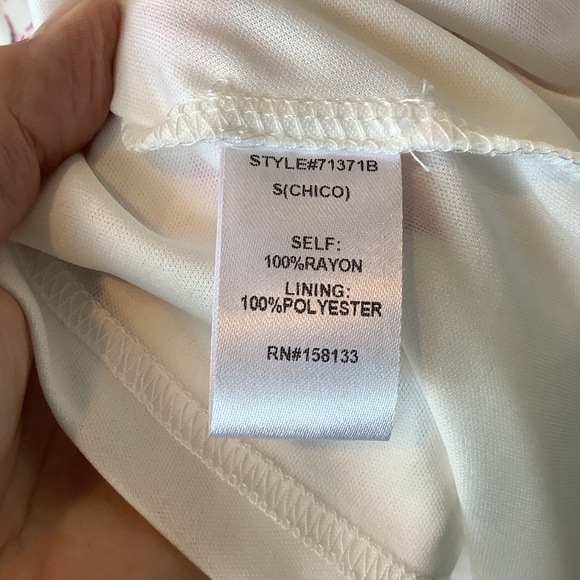 STYLE#71371B
S(CHICO)
SELF:
100%RAYON
LINING:
100%POLYESTER
RN#158133